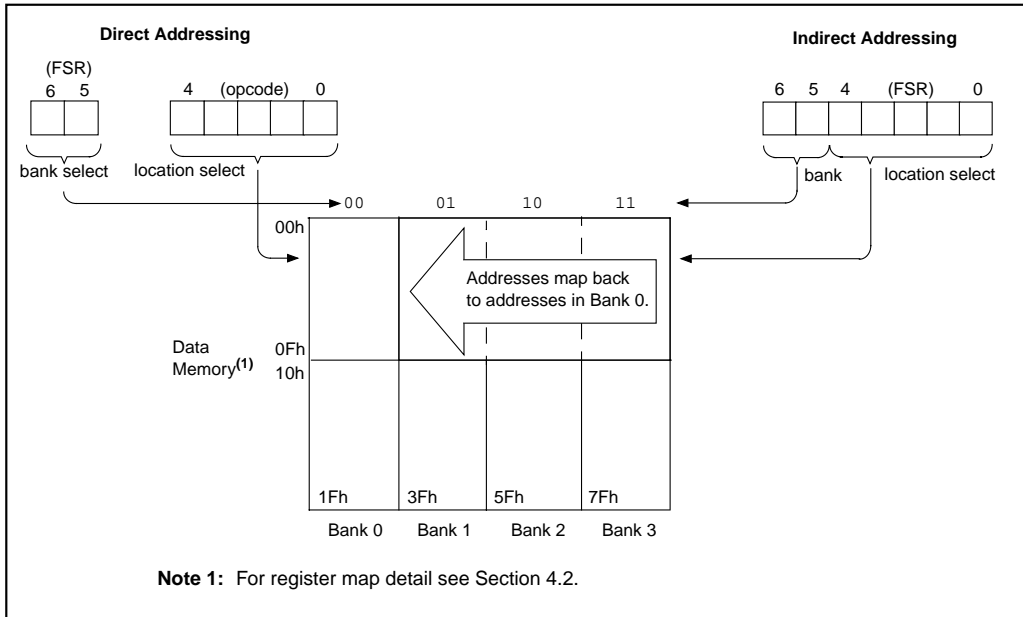 Direct Addressing
(FSR)
6 5
4 (opcode) 0
bank select
location select
Indirect Addressing
6 5 4 (FSR) 0
bank
location select
00 01 10 11
00h
Addresses map back
to addresses in Bank 0.
Data
Memory(1)
0Fh
10h
1Fh 3Fh 5Fh 7Fh
Bank 0 Bank 1 Bank 2 Bank 3
Note 1: For register map detail see Section 4.2.